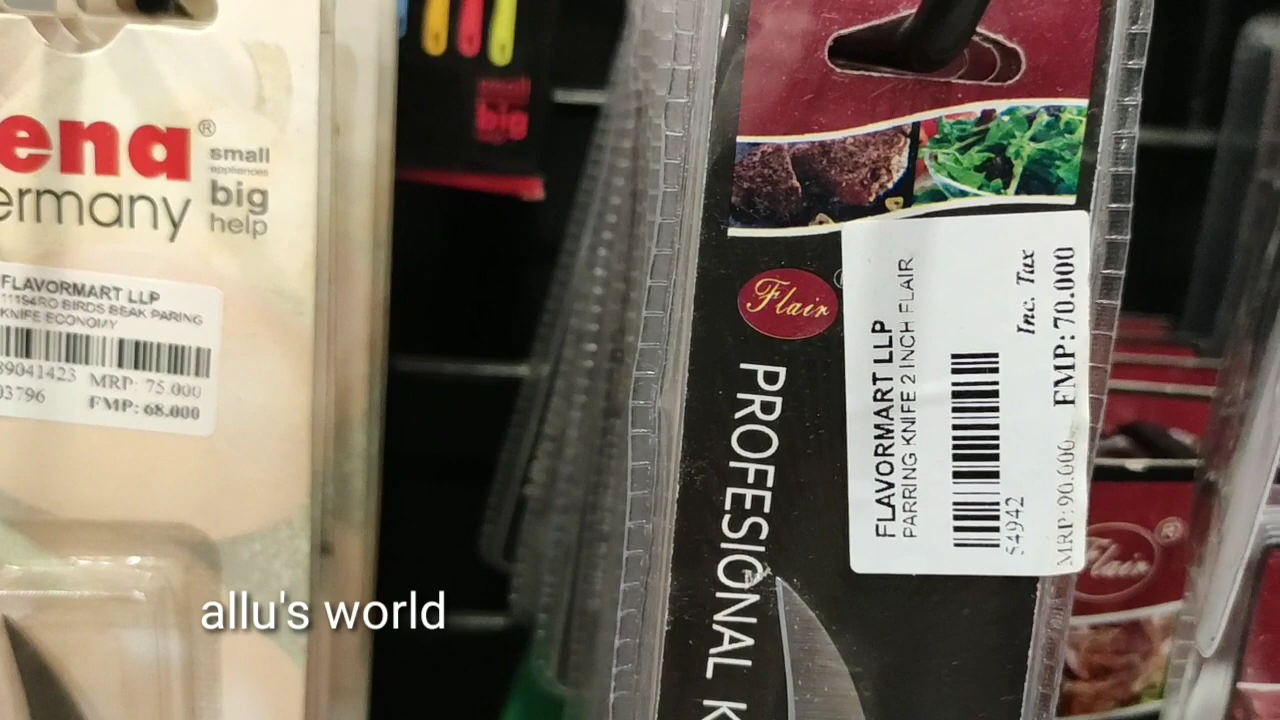 ena®
small
appliances
big
help
ermany
FLAVORMART LLP
11194RO BIRDS BEAK PARING
KNIFE ECONOMY
89041423
MRP: 75.000
03796
FMP: 68.000
big
Flair
PROFESIONAL K
FLAVORMART LLP
PARRING KNIFE 2 INCH FLAIR
54942
Inc. Tax
MRP: 90.000
FMP: 70.000
Flair®
allu's world